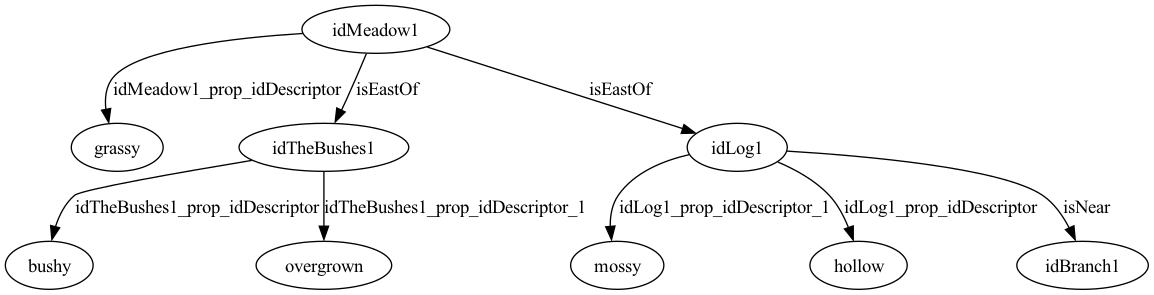 idMeadow1
idMeadow1_prop_idDescriptor
isEastOf
isEastOf
grassy
idTheBushes1
idLog1
idTheBushes1_prop_idDescriptor
idTheBushes1_prop_idDescriptor_1
idLog1_prop_idDescriptor_1
idLog1_prop_idDescriptor
isNear
bushy
overgrown
mossy
hollow
idBranch1